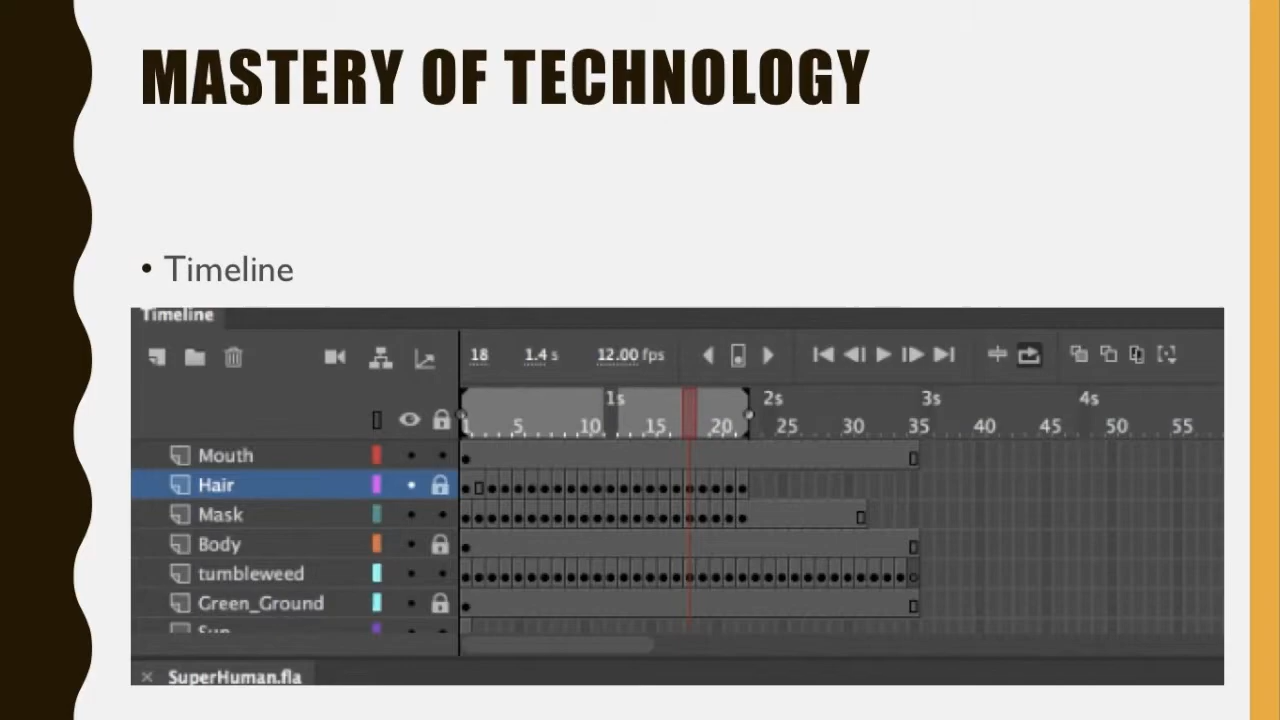 MASTERY OF TECHNOLOGY
• Timeline
Timeline
18 1.4 s 12.00 fps
1s 2s 3s 4s
1 5 10 15 20 25 30 35 40 45 50 55
Mouth
Hair
Mask
Body
tumbleweed
Green_Ground
Sun
× SuperHuman.fla